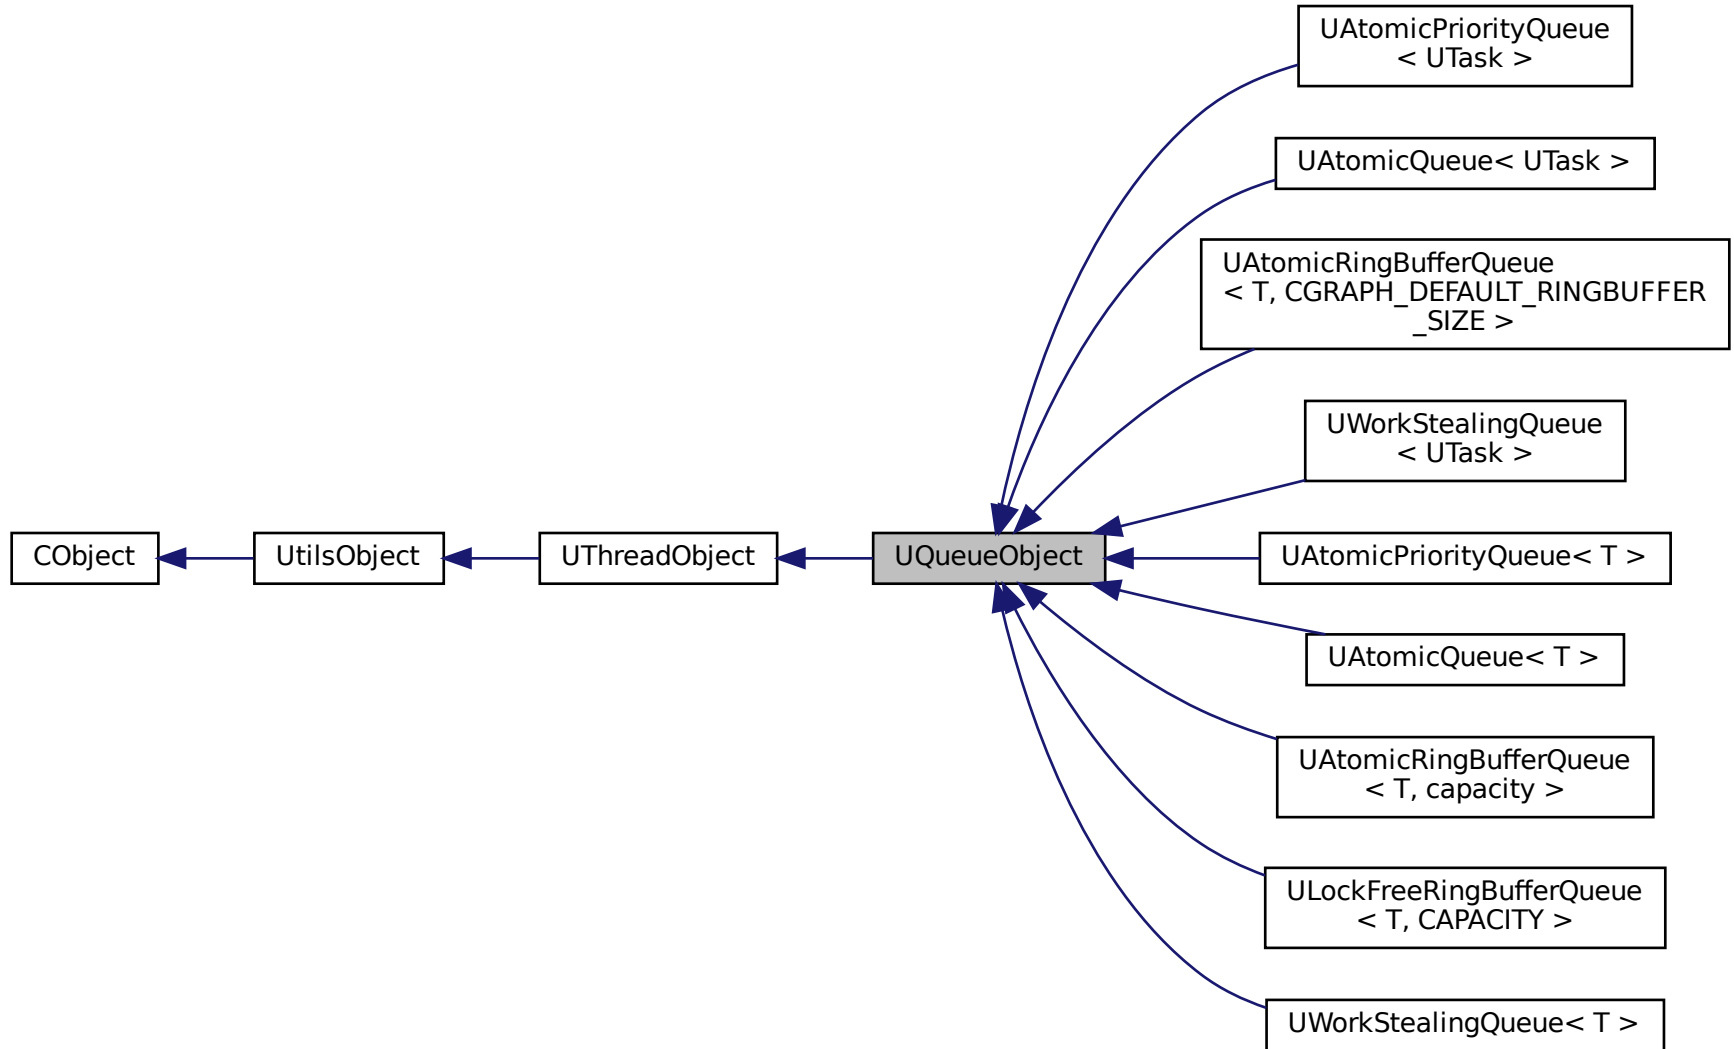 UAtomicPriorityQueue
< UTask >
UAtomicQueue< UTask >
UAtomicRingBufferQueue
< T, CGRAPH_DEFAULT_RINGBUFFER
_SIZE >
UWorkStealingQueue
< UTask >
CObject
UtilsObject
UThreadObject
UQueueObject
UAtomicPriorityQueue< T >
UAtomicQueue< T >
UAtomicRingBufferQueue
< T, capacity >
ULockFreeRingBufferQueue
< T, CAPACITY >
UWorkStealingQueue< T >